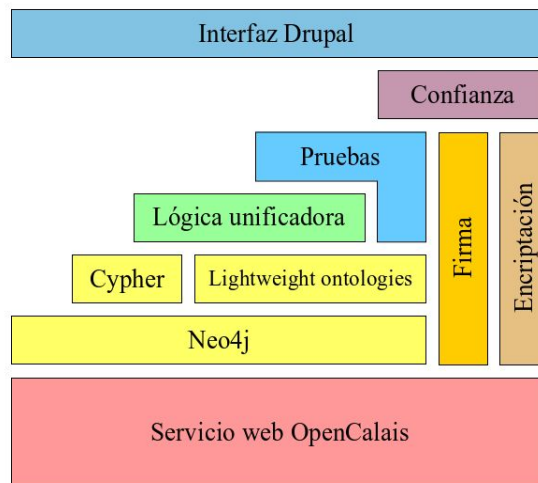 Interfaz Drupal
Confianza
Pruebas
Lógica unificadora
Cypher
Lightweight ontologies
Neo4j
Firma
Encriptación
Servicio web OpenCalais